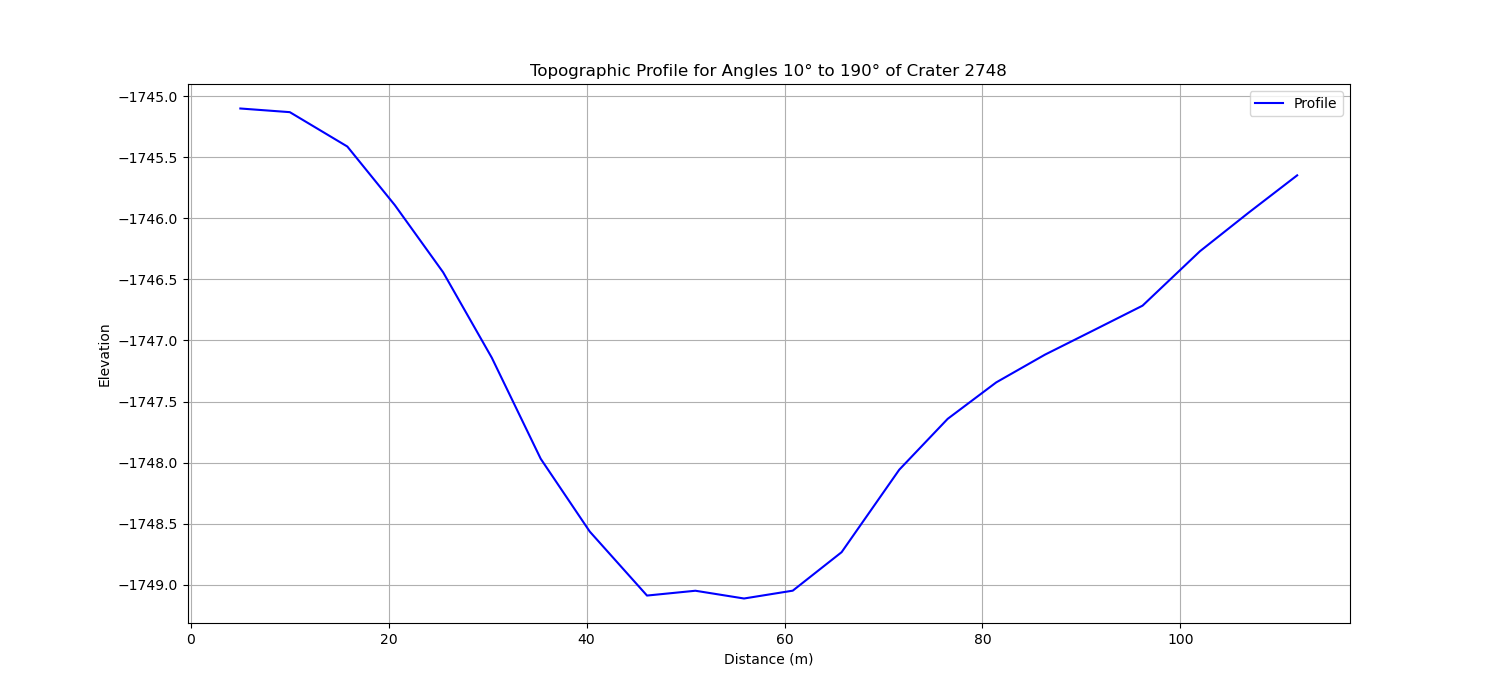 Topographic Profile for Angles 10° to 190° of Crater 2748
Profile
Elevation
−1745.0
−1745.5
−1746.0
−1746.5
−1747.0
−1747.5
−1748.0
−1748.5
−1749.0
0 20 40 60 80 100
Distance (m)